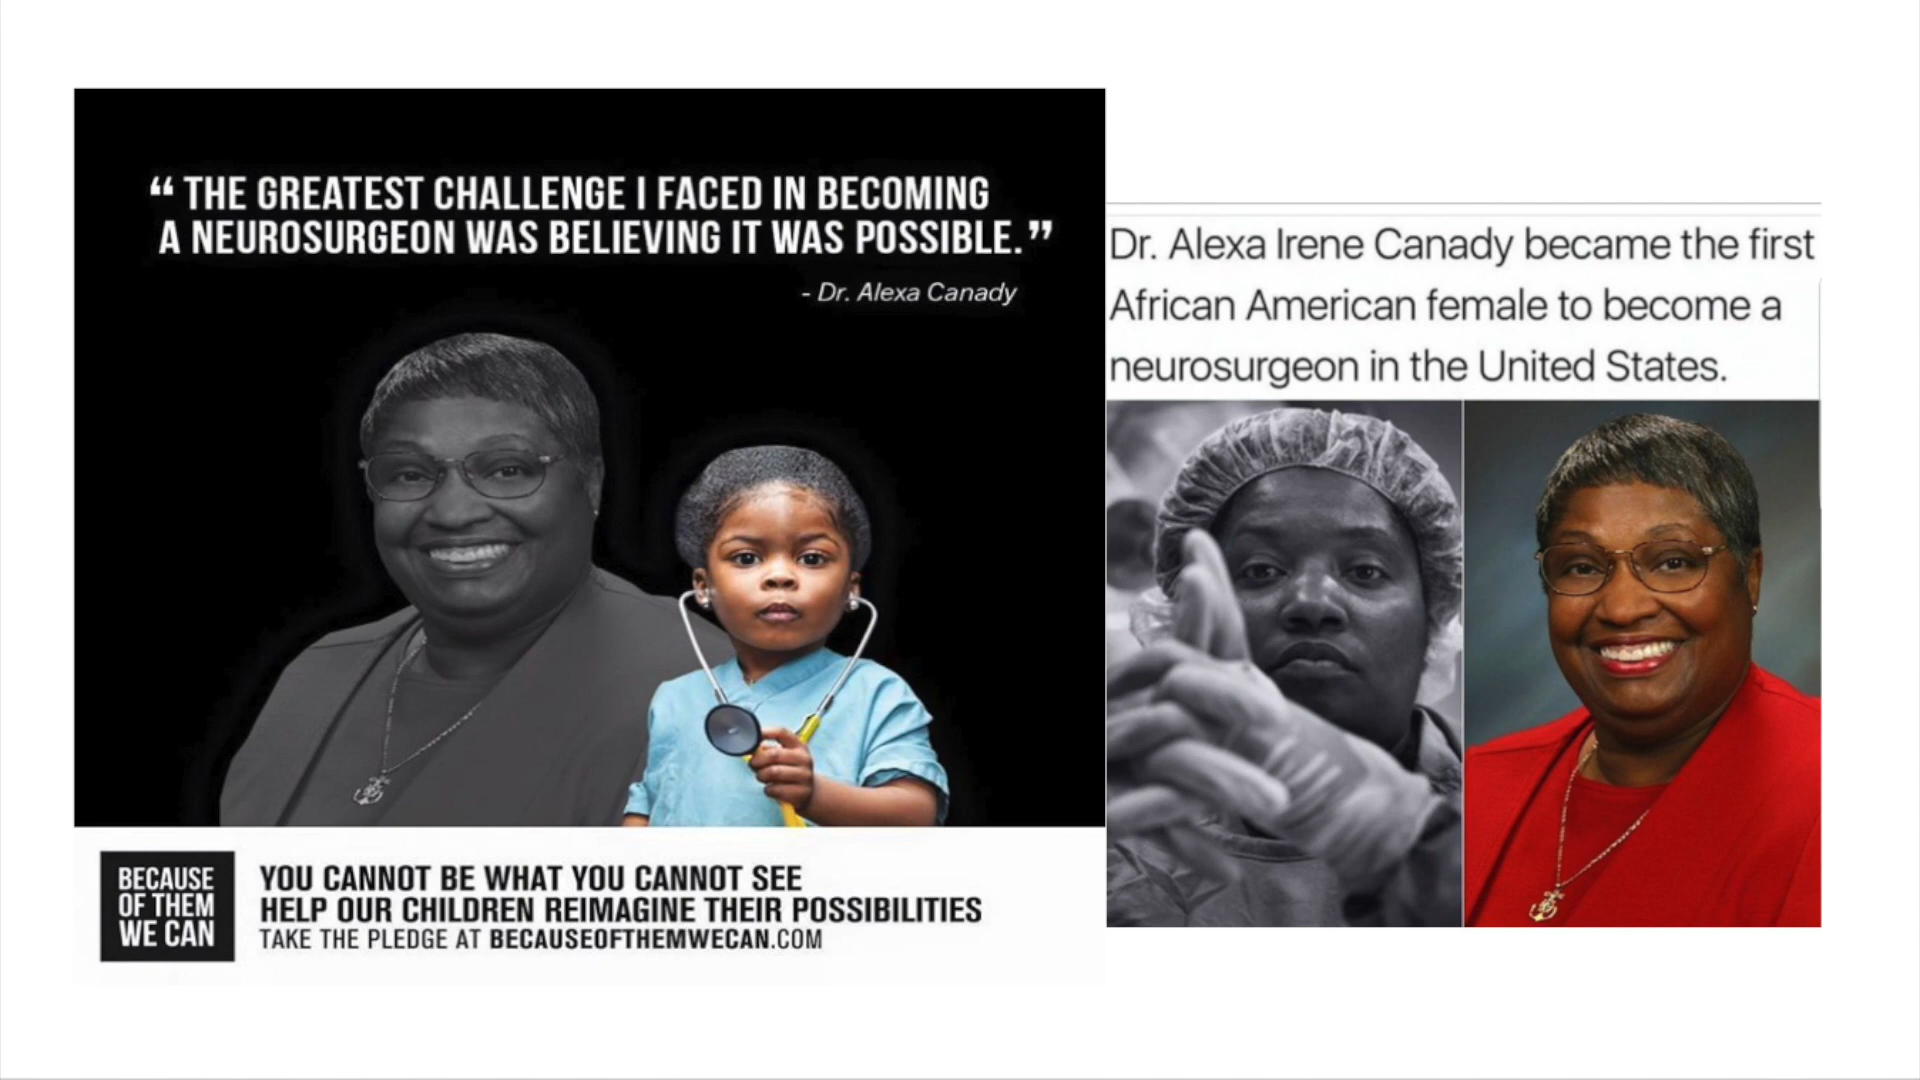 “ THE GREATEST CHALLENGE I FACED IN BECOMING
A NEUROSURGEON WAS BELIEVING IT WAS POSSIBLE.”
- Dr. Alexa Canady
BECAUSE
OF THEM
WE CAN
YOU CANNOT BE WHAT YOU CANNOT SEE
HELP OUR CHILDREN REIMAGINE THEIR POSSIBILITIES
TAKE THE PLEDGE AT BECAUSEOFTHEMWECAN.COM
Dr. Alexa Irene Canady became the first
African American female to become a
neurosurgeon in the United States.